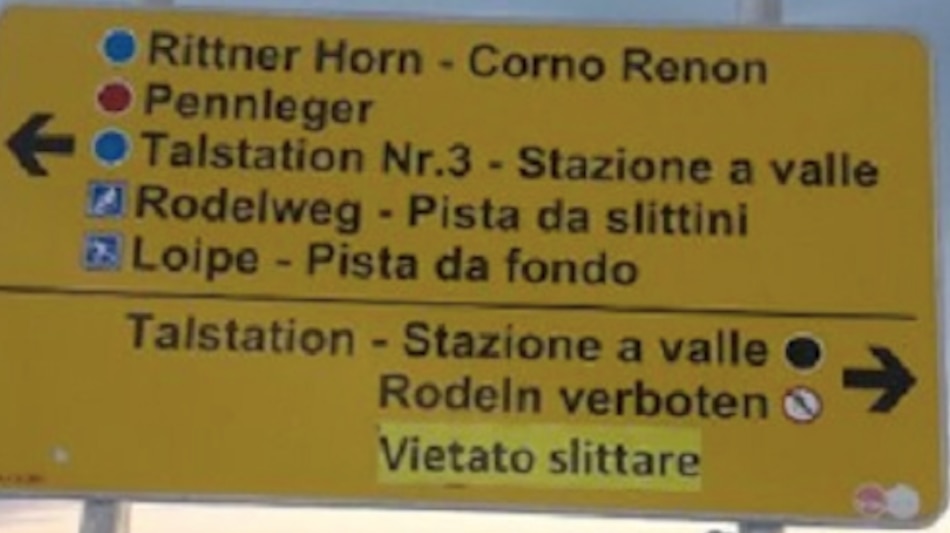 Rittner Horn - Corno Renon
Pennleger
Talstation Nr.3 - Stazione a valle
Rodelweg - Pista da slittini
Loipe - Pista da fondo
Talstation - Stazione a valle
Rodeln verboten
Vietato slittare